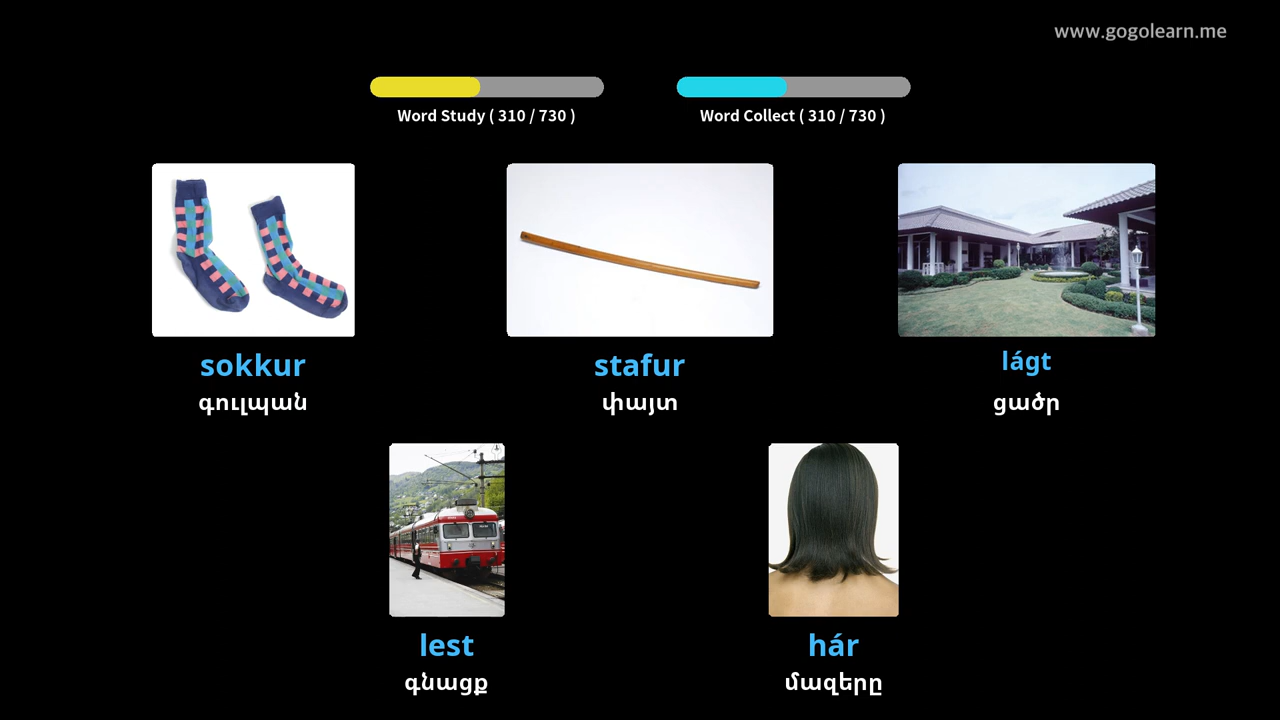 www.gogolearn.me
Word Study ( 310 / 730 )
Word Collect ( 310 / 730 )
sokkur
գուլպան
stafur
փայտ
lágt
ցածր
lest
գնացք
hár
մազերը